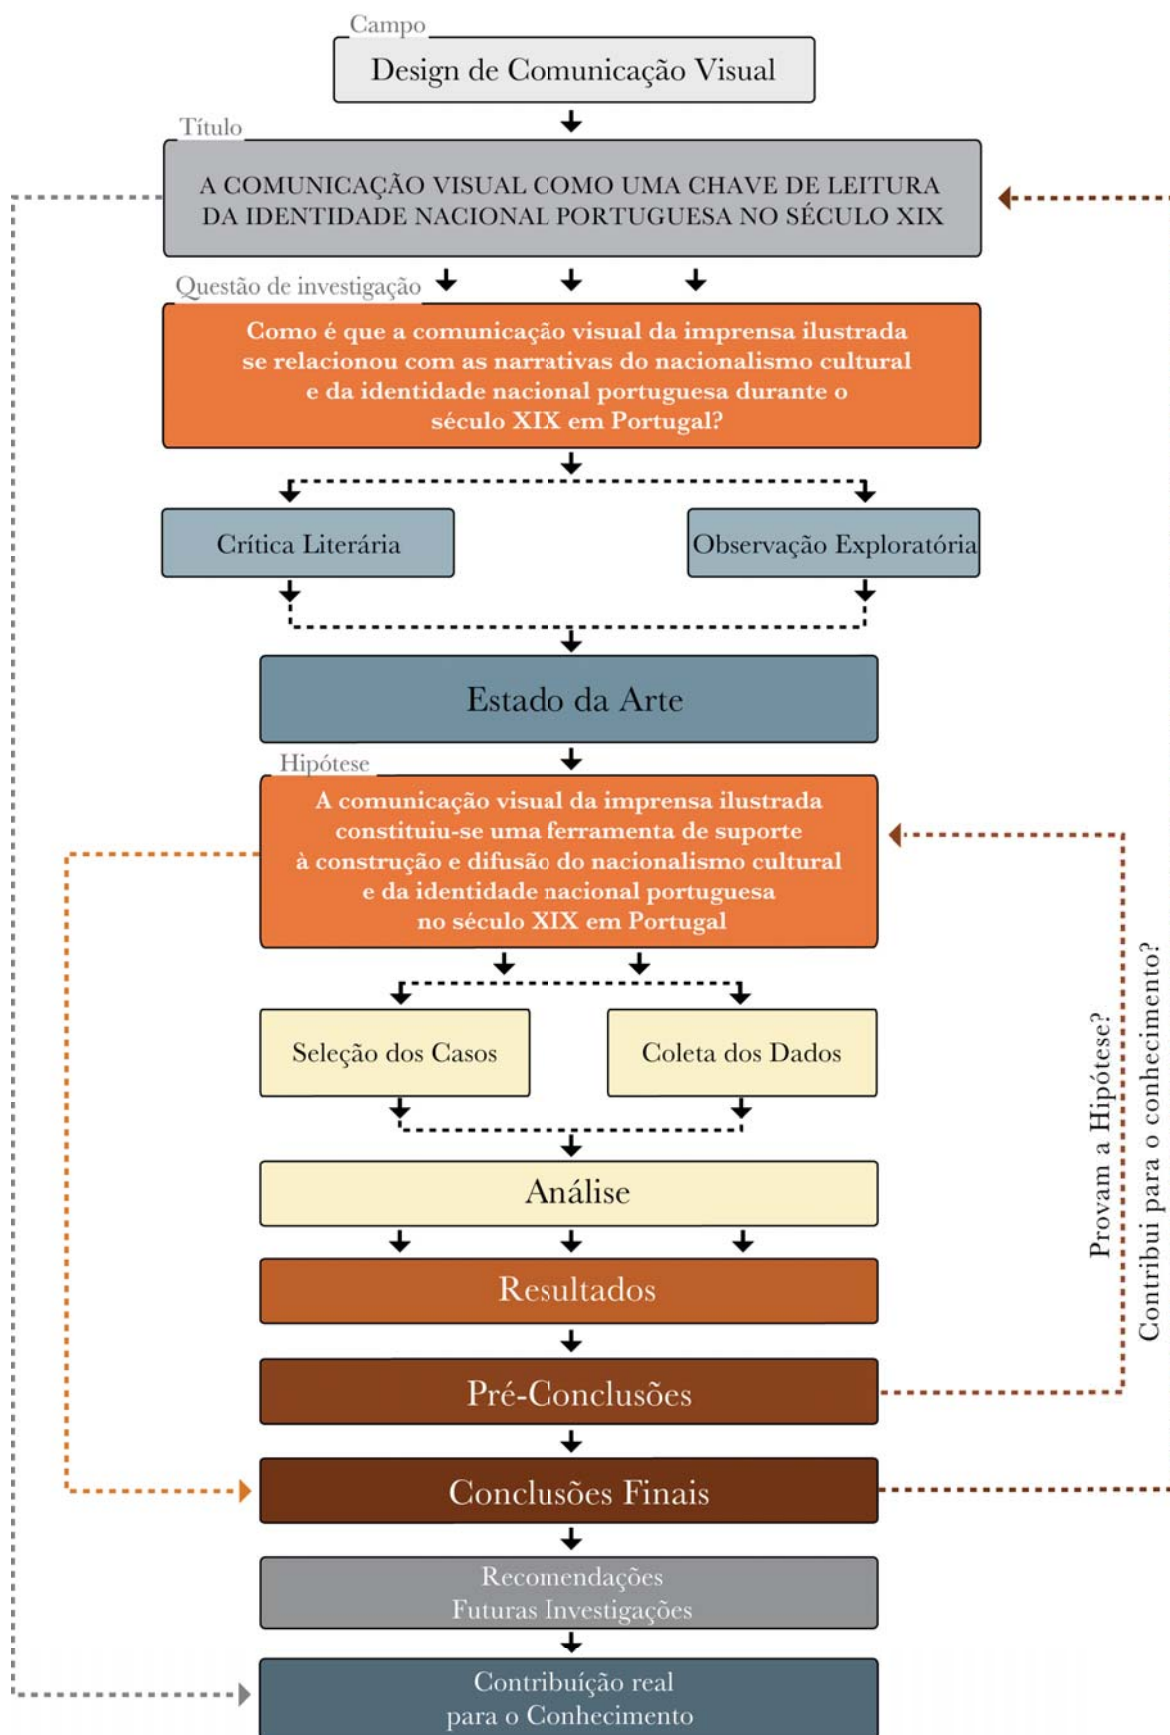 Campo
Design de Comunicação Visual
Título
A COMUNICAÇÃO VISUAL COMO UMA CHAVE DE LEITURA
DA IDENTIDADE NACIONAL PORTUGUESA NO SÉCULO XIX
Questão de investigação
Como é que a comunicação visual da imprensa ilustrada
se relacionou com as narrativas do nacionalismo cultural
e da identidade nacional portuguesa durante o
século XIX em Portugal?
Crítica Literária
Observação Exploratória
Estado da Arte
Hipótese
A comunicação visual da imprensa ilustrada
constituiu-se uma ferramenta de suporte
à construção e difusão do nacionalismo cultural
e da identidade nacional portuguesa
no século XIX em Portugal
Seleção dos Casos
Coleta dos Dados
Análise
Resultados
Pré-Conclusões
Conclusões Finais
Recomendações
Futuras Investigações
Contribuíção real
para o Conhecimento
Provam a Hipótese?
Contribui para o conhecimento?